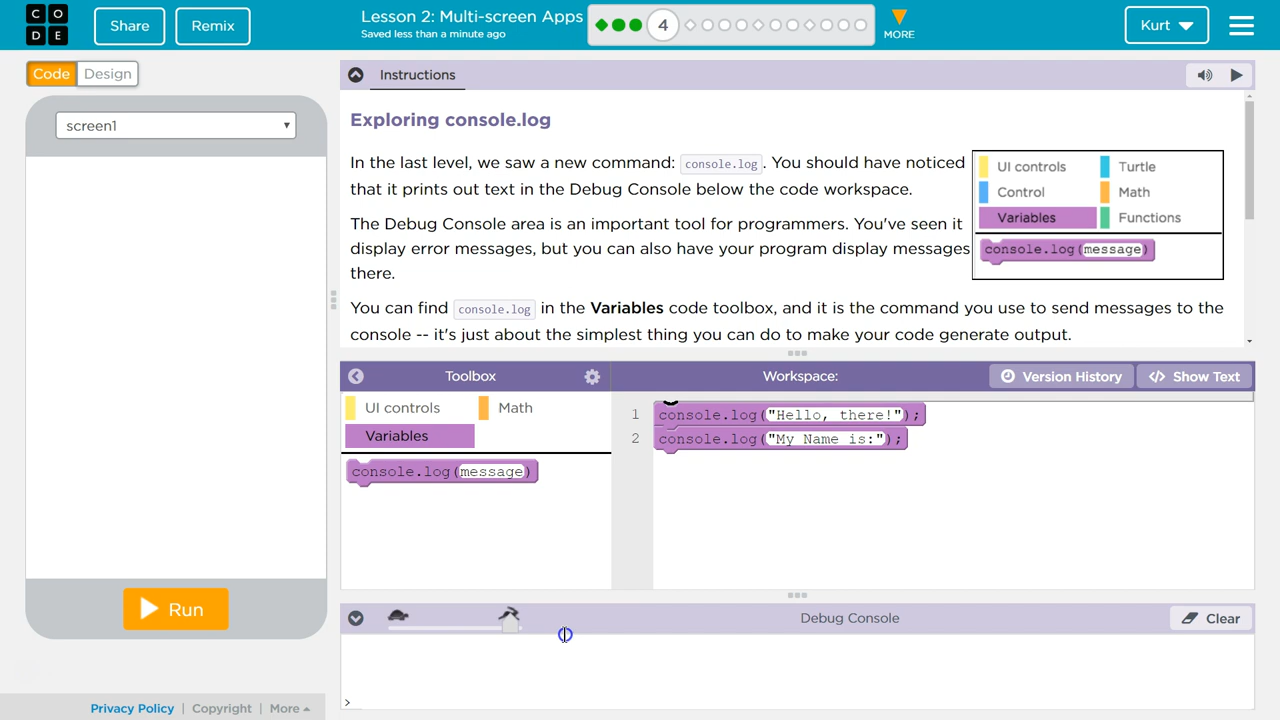 CODE
Share
Remix
Lesson 2: Multi-screen Apps
Saved less than a minute ago
4
MORE
Kurt
Code
Design
Instructions
screen1
Exploring console.log
In the last level, we saw a new command: console.log. You should have noticed
that it prints out text in the Debug Console below the code workspace.
The Debug Console area is an important tool for programmers. You've seen it
display error messages, but you can also have your program display messages
there.
You can find console.log in the Variables code toolbox, and it is the command you use to send messages to the
console -- it's just about the simplest thing you can do to make your code generate output.
UI controls
Turtle
Control
Math
Variables
Functions
console.log(message)
Toolbox
Workspace:
Version History
</> Show Text
UI controls
Math
Variables
console.log(message)
1 console.log("Hello, there!");
2 console.log("My Name is:");
Run
Debug Console
Clear
>
Privacy Policy | Copyright | More